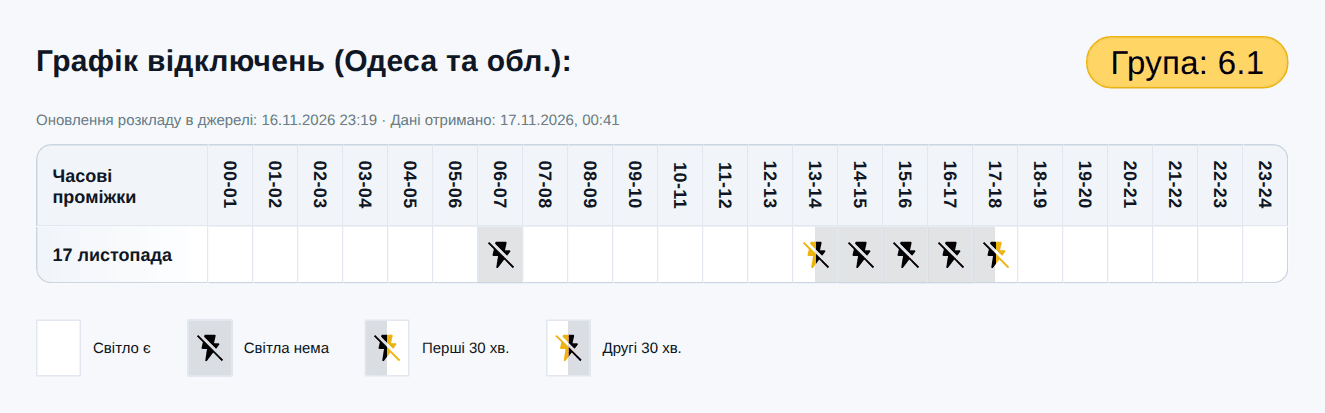 Графік відключень (Одеса та обл.):
Група: 6.1
Оновлення розкладу в джерелі: 16.11.2026 23:19 · Дані отримано: 17.11.2026, 00:41
Часові
проміжки
00-01
01-02
02-03
03-04
04-05
05-06
06-07
07-08
08-09
09-10
10-11
11-12
12-13
13-14
14-15
15-16
16-17
17-18
18-19
19-20
20-21
21-22
22-23
23-24
17 листопада
Світло є
Світла нема
Перші 30 хв.
Другі 30 хв.